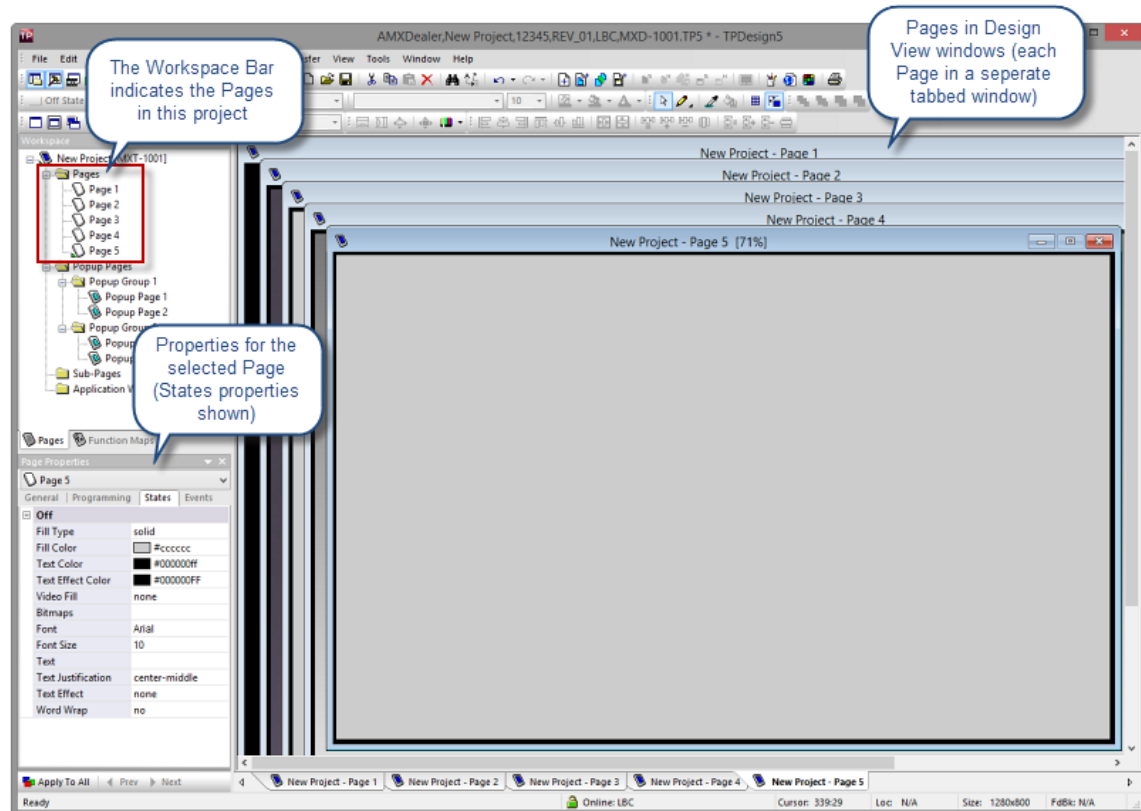 AMXDealer,New Project,12345,REV_01,LBC,MXD-1001.TP5 * - TPDesign5
File Edit
View Tools Window Help
Off State
10
The Workspace Bar
indicates the Pages
in this project
Pages in Design
View windows (each
Page in a seperate
tabbed window)
Workspace
New Project [MXT-1001]
Pages
Page 1
Page 2
Page 3
Page 4
Page 5
Popup Pages
Popup Group 1
Popup Page 1
Popup Page 2
Popup
Sub-Pages
Application
Properties for the
selected Page
(States properties
shown)
Pages
Function Maps
New Project - Page 1
New Project - Page 2
New Project - Page 3
New Project - Page 4
New Project - Page 5 [71%]
Page Properties
Page 5
General Programming States Events
Off
Fill Type solid
Fill Color #cccccc
Text Color #000000ff
Text Effect Color #000000FF
Video Fill none
Bitmaps
Font Arial
Font Size 10
Text
Text Justification center-middle
Text Effect none
Word Wrap no
Apply To All Prev Next
New Project - Page 1 New Project - Page 2 New Project - Page 3 New Project - Page 4 New Project - Page 5
Ready Online: LBC Cursor: 339:29 Loc: N/A Size: 1280x800 FdBk: N/A